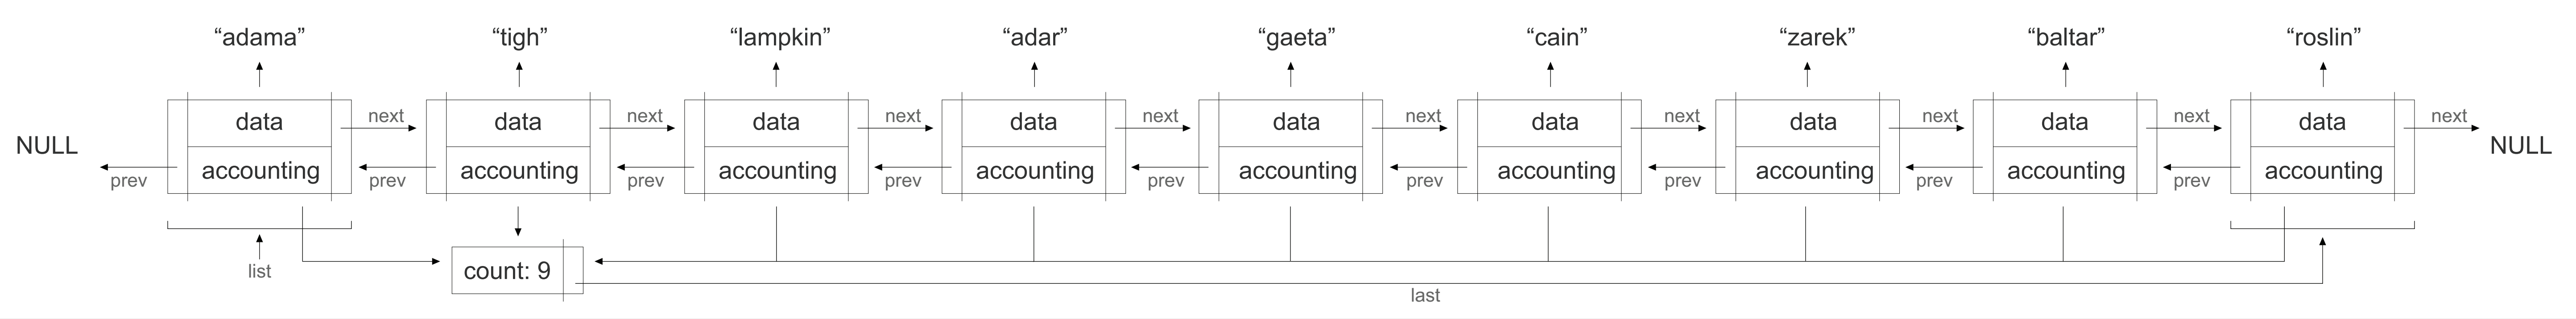 “adama” “tigh” “lampkin” “adar” “gaeta” “cain” “zarek” “baltar” “roslin”
data next data next data next data next data next data next data next data next data next
NULL NULL
prev accounting prev accounting prev accounting prev accounting prev accounting prev accounting prev accounting prev accounting prev accounting
list count: 9
last